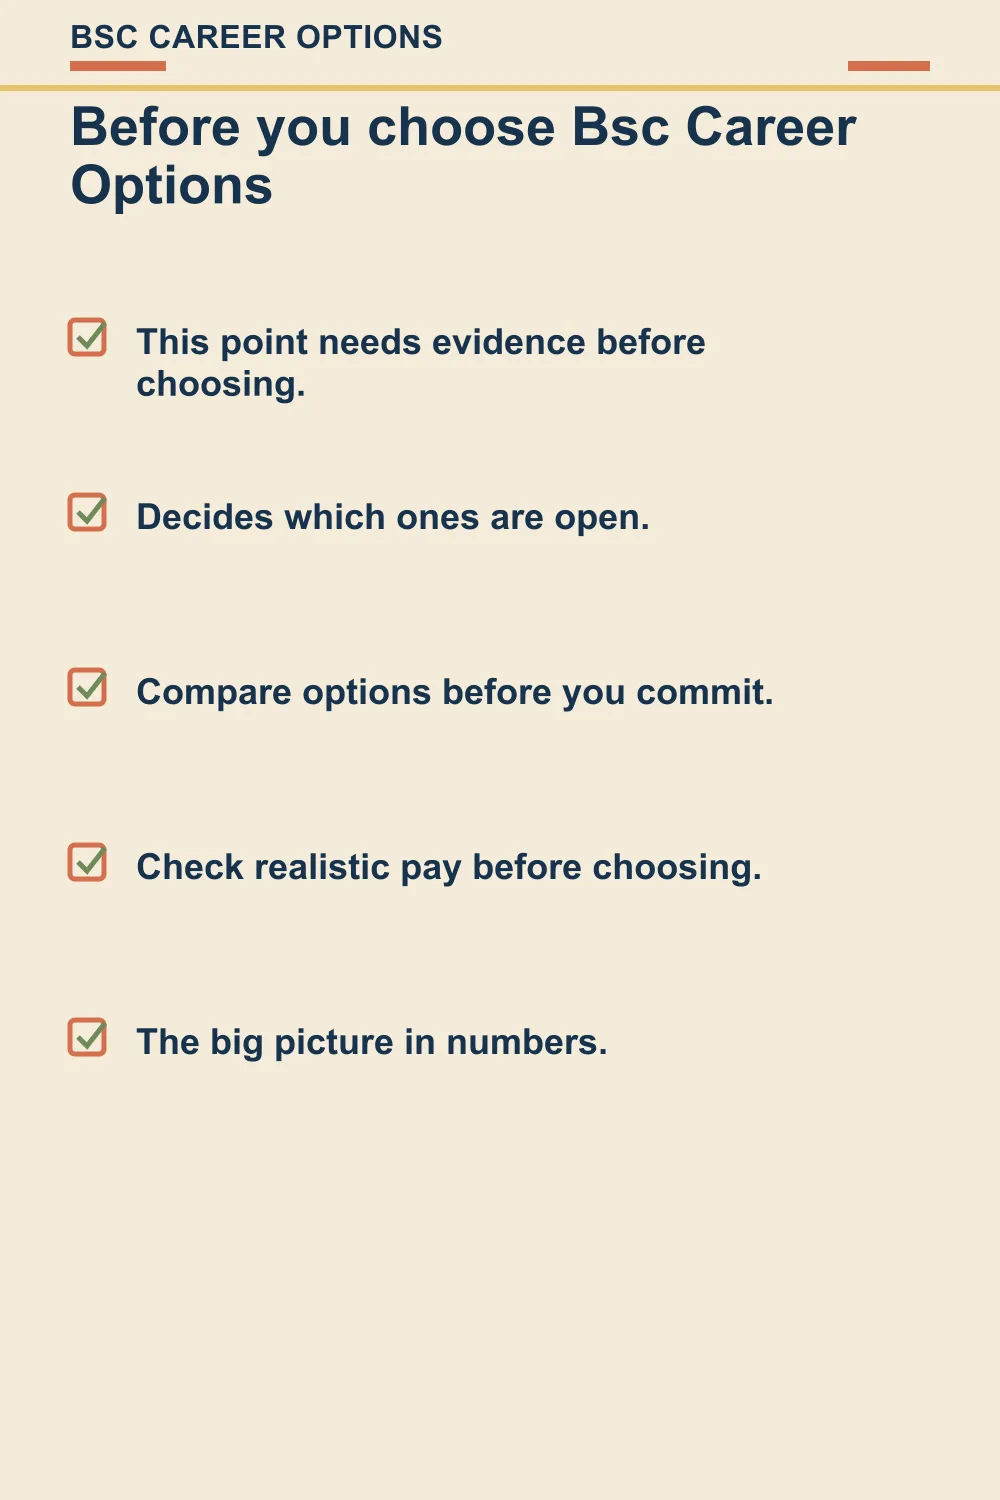 BSC CAREER OPTIONS
Before you choose Bsc Career
Options
This point needs evidence before
choosing.
Decides which ones are open.
Compare options before you commit.
Check realistic pay before choosing.
The big picture in numbers.